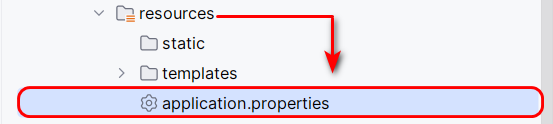 resources
static
templates
application.properties